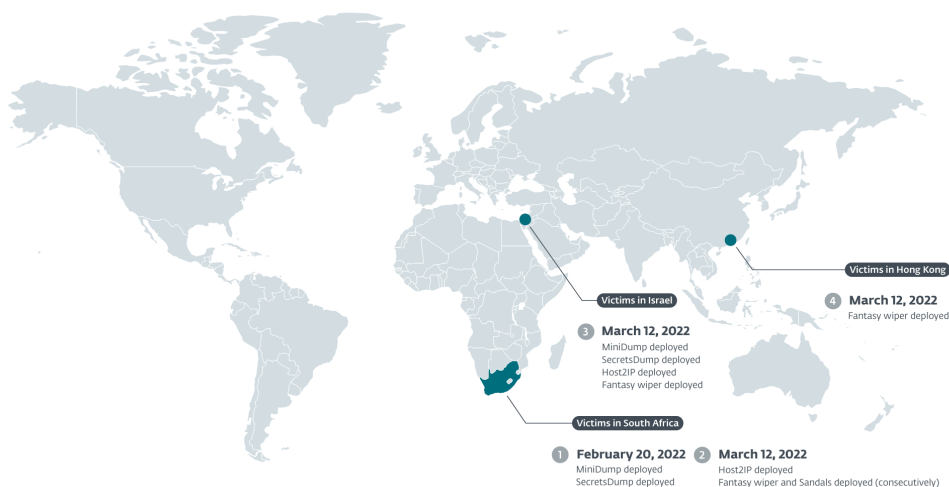 Victims in Hong Kong
4 March 12, 2022
Fantasy wiper deployed
Victims in Israel
3 March 12, 2022
MiniDump deployed
SecretsDump deployed
Host2IP deployed
Fantasy wiper deployed
Victims in South Africa
1 February 20, 2022
MiniDump deployed
SecretsDump deployed
2 March 12, 2022
Host2IP deployed
Fantasy wiper and Sandals deployed (consecutively)